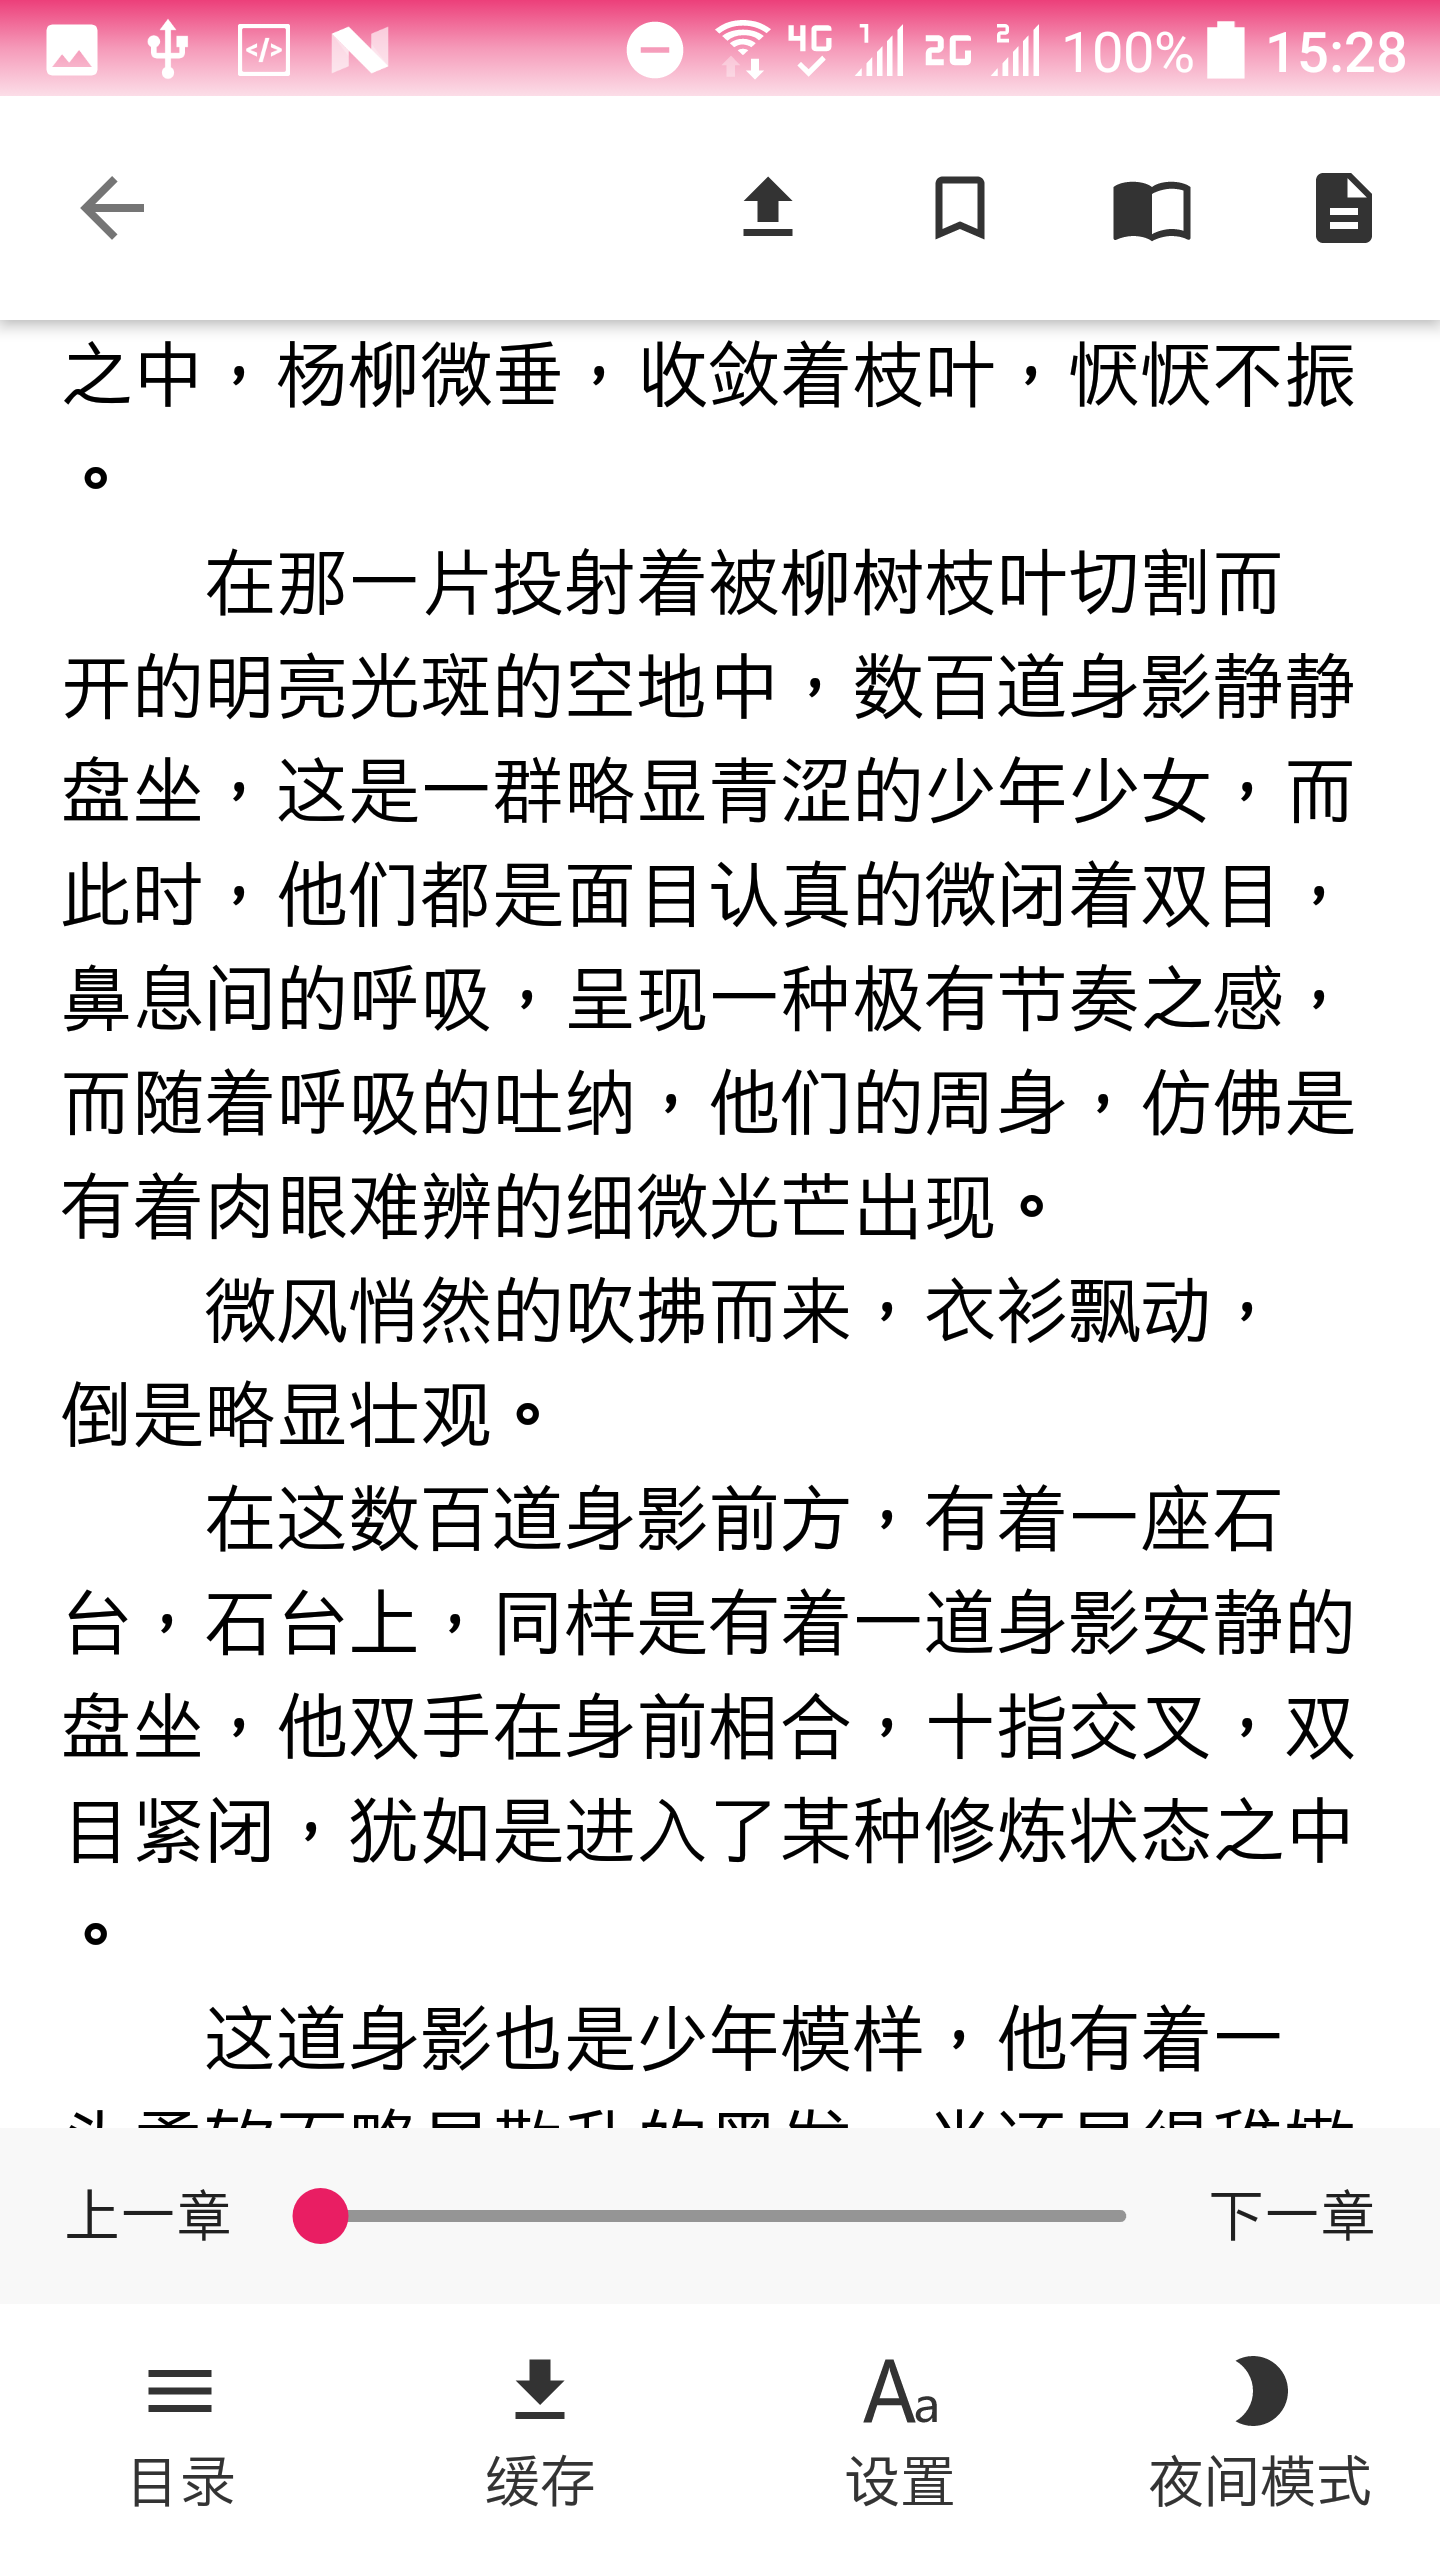 4G 1 2G 2 100% 15:28
之中，杨柳微垂，收敛着枝叶，恹恹不振
。
在那一片投射着被柳树枝叶切割而
开的明亮光斑的空地中，数百道身影静静
盘坐，这是一群略显青涩的少年少女，而
此时，他们都是面目认真的微闭着双目，
鼻息间的呼吸，呈现一种极有节奏之感，
而随着呼吸的吐纳，他们的周身，仿佛是
有着肉眼难辨的细微光芒出现。
微风悄然的吹拂而来，衣衫飘动，
倒是略显壮观。
在这数百道身影前方，有着一座石
台，石台上，同样是有着一道身影安静的
盘坐，他双手在身前相合，十指交叉，双
目紧闭，犹如是进入了某种修炼状态之中
。
这道身影也是少年模样，他有着一
上一章 下一章
Aa
目录 缓存 设置 夜间模式